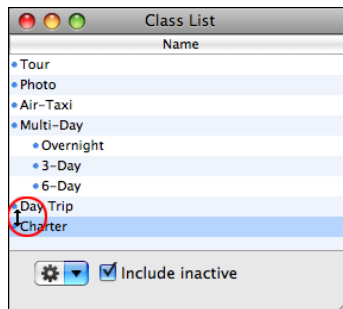 Class List
Name
Tour
Photo
Air-Taxi
Multi-Day
Overnight
3-Day
6-Day
Day Trip
Charter
Include inactive